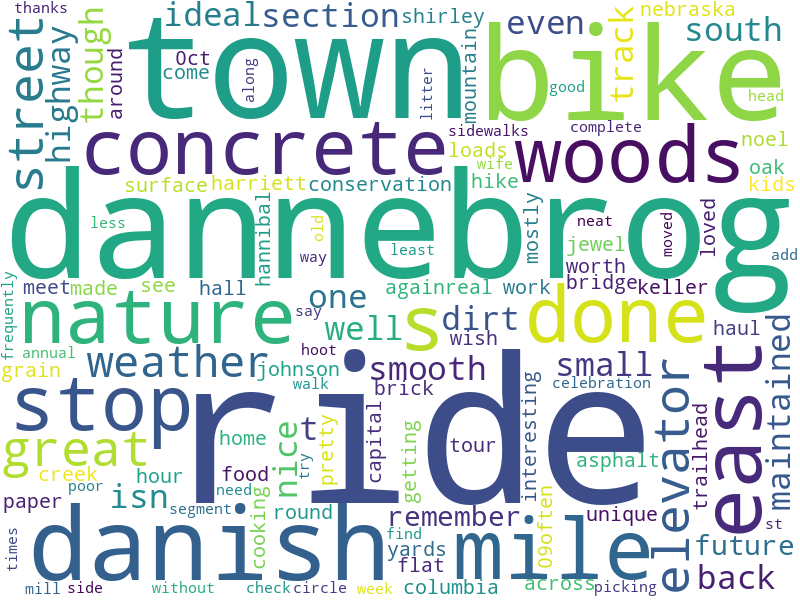 thanks
ideal
section
shirley
even
nebraska
south
street
highway
though
around
Oct
come
town
along
litter
mountain
bike
good
track
head
concrete
sidewalks
complete
loads
wife
woods
noel
oak
kids
surface
harriett
conservation
hike
dannebrog
less
hannibal
old
way
least
mostly
neat
jewel
moved
loved
add
worth
bridge
keller
frequently
meet
made
see
hall
one
againreal
work
nature
say
well
s
dirt
wish
done
haul
annual
grain
weather
johnson
hoot
walk
smooth
brick
small
celebration
elevator
east
maintained
stop
ride
great
home
nice
t
try
pretty
capital
getting
tour
interesting
asphalt
trailhead
creek
hour
food
poor
paper
isn
segment
need
cooking
round
remember
yards
find
flat
09often
unique
st
future
times
danish
mile
across
picking
back
mill
side
without
check
circle
week
columbia